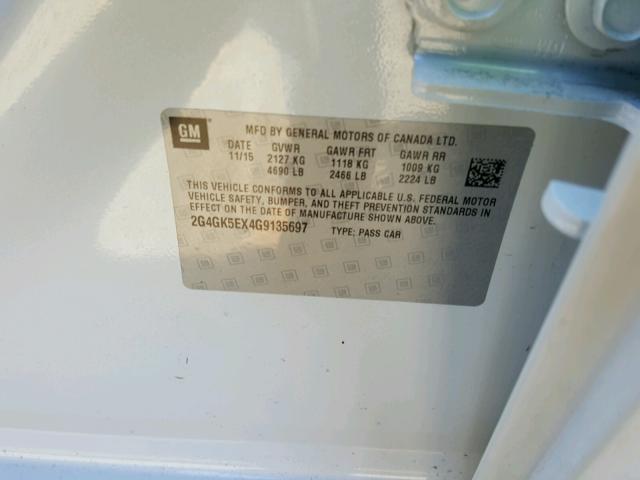 GM
MFD BY GENERAL MOTORS OF CANADA LTD.
DATE GVWR GAWR FRT GAWR RR
11/15 2127 KG 1118 KG 1009 KG
4690 LB 2466 LB 2224 LB
THIS VEHICLE CONFORMS TO ALL APPLICABLE U.S. FEDERAL MOTOR
VEHICLE SAFETY, BUMPER, AND THEFT PREVENTION STANDARDS IN
EFFECT ON THE DATE OF MANUFACTURE SHOWN ABOVE.
2G4GK5EX4G9135697 TYPE: PASS CAR